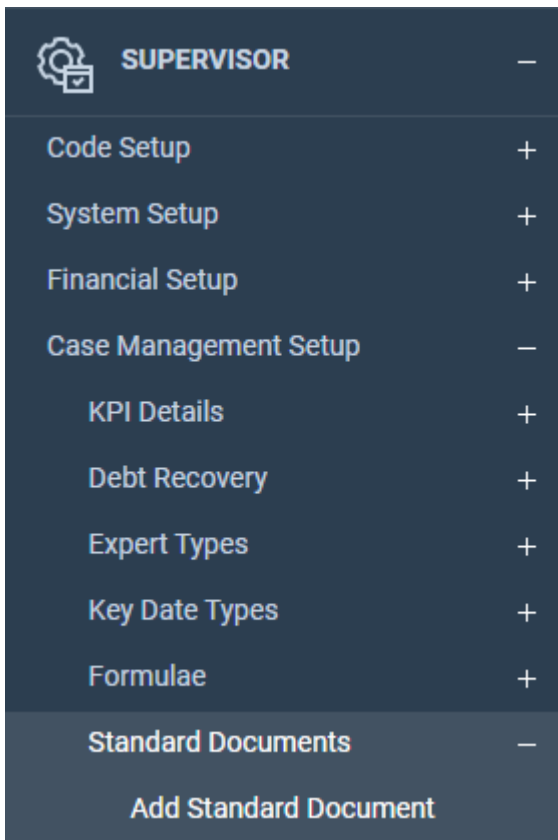 SUPERVISOR –
Code Setup +
System Setup +
Financial Setup +
Case Management Setup –
KPI Details +
Debt Recovery +
Expert Types +
Key Date Types +
Formulae +
Standard Documents –
Add Standard Document